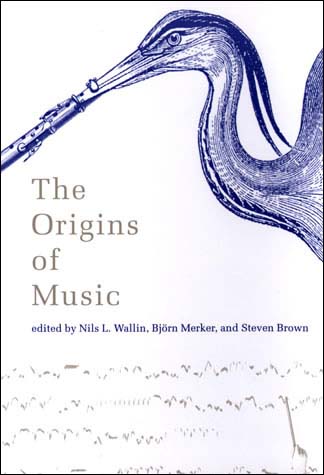 The
Origins
of
Music
edited by Nils L. Wallin, Björn Merker, and Steven Brown